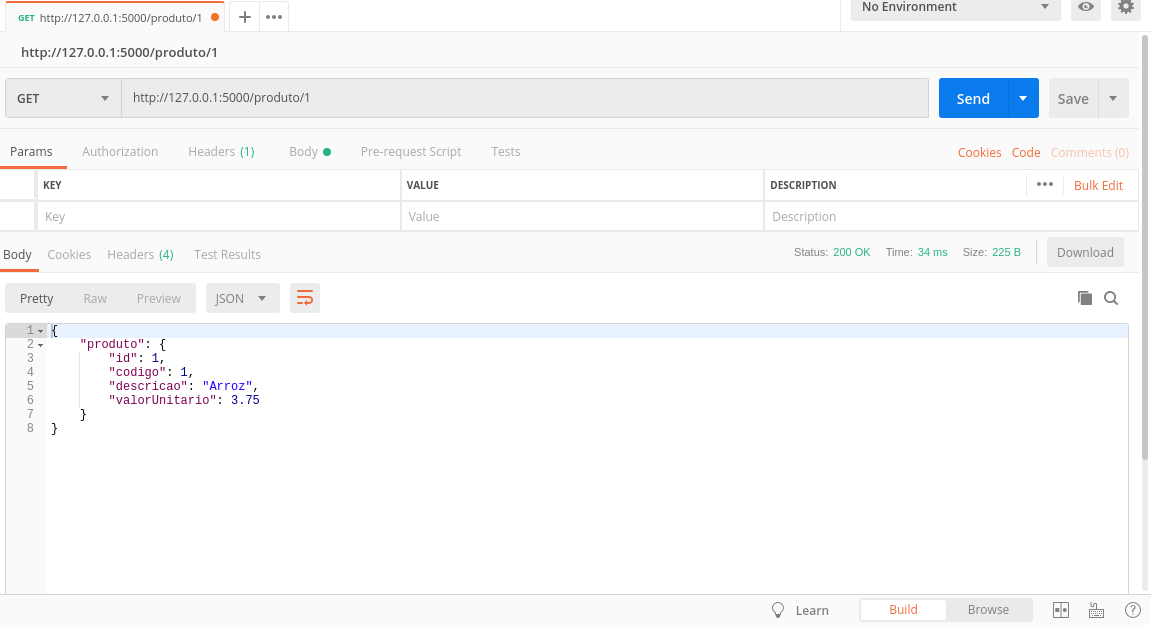 GET http://127.0.0.1:5000/produto/1
No Environment
http://127.0.0.1:5000/produto/1
GET http://127.0.0.1:5000/produto/1 Send Save
Params Authorization Headers (1) Body Pre-request Script Tests Cookies Code Comments (0)
KEY VALUE DESCRIPTION Bulk Edit
Key Value Description
Body Cookies Headers (4) Test Results Status: 200 OK Time: 34 ms Size: 225 B Download
Pretty Raw Preview JSON
1 {
2 "produto": {
3 "id": 1,
4 "codigo": 1,
5 "descricao": "Arroz",
6 "valorUnitario": 3.75
7 }
8 }
Learn Build Browse